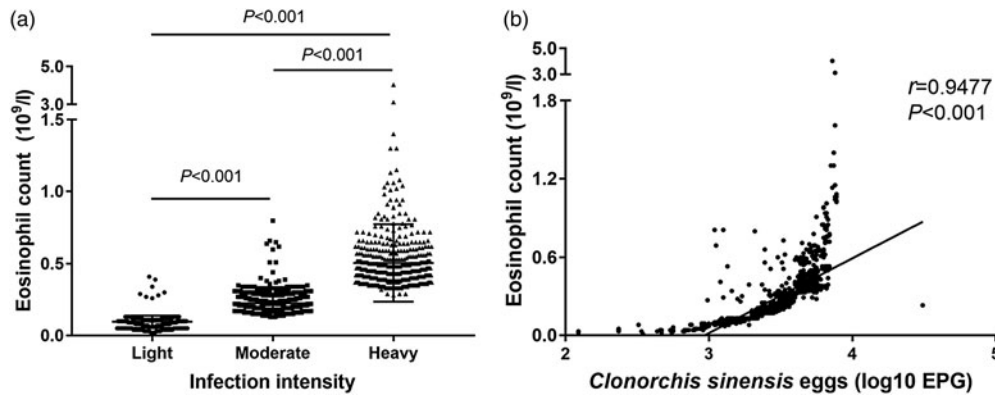 (a)
P<0.001
P<0.001
P<0.001
Eosinophil count (10⁹/l)
5.0
3.0
1.5
1.0
0.5
0.0
Light Moderate Heavy
Infection intensity
(b)
r=0.9477
P<0.001
Eosinophil count (10⁹/l)
5.0
3.0
1.8
1.2
0.6
0.0
2 3 4 5
Clonorchis sinensis eggs (log10 EPG)